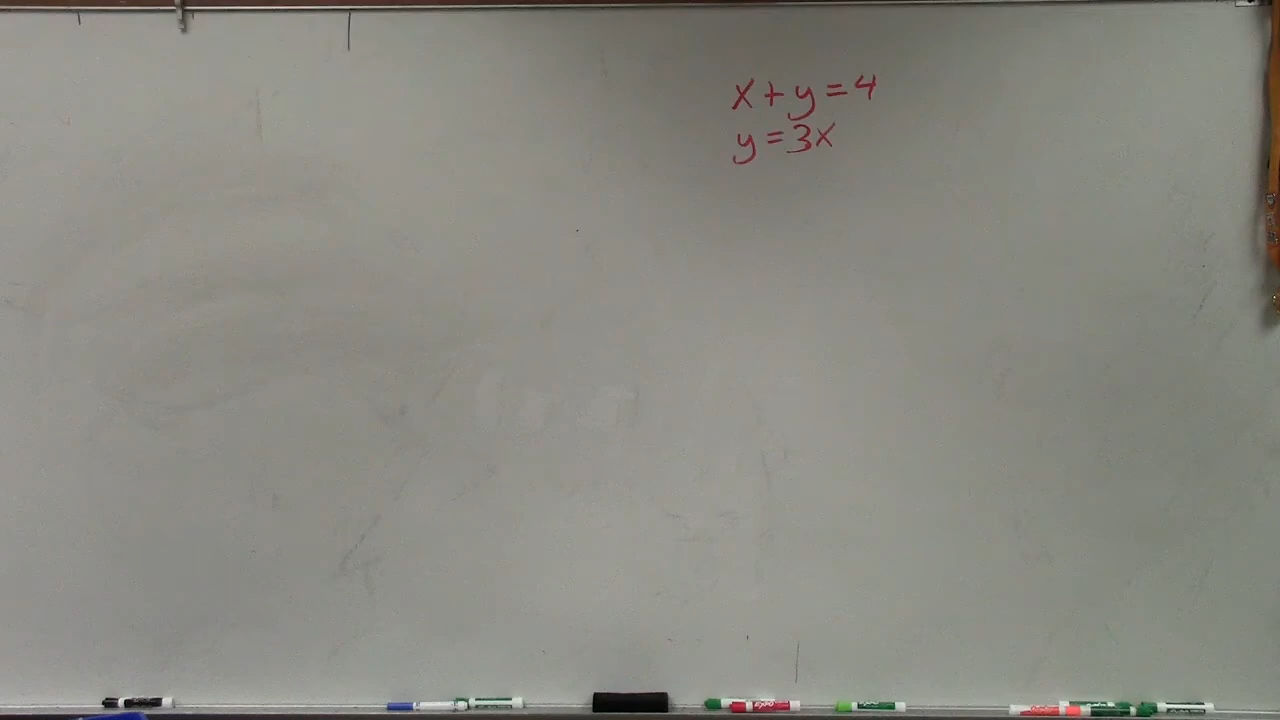 x + y = 4
y = 3x